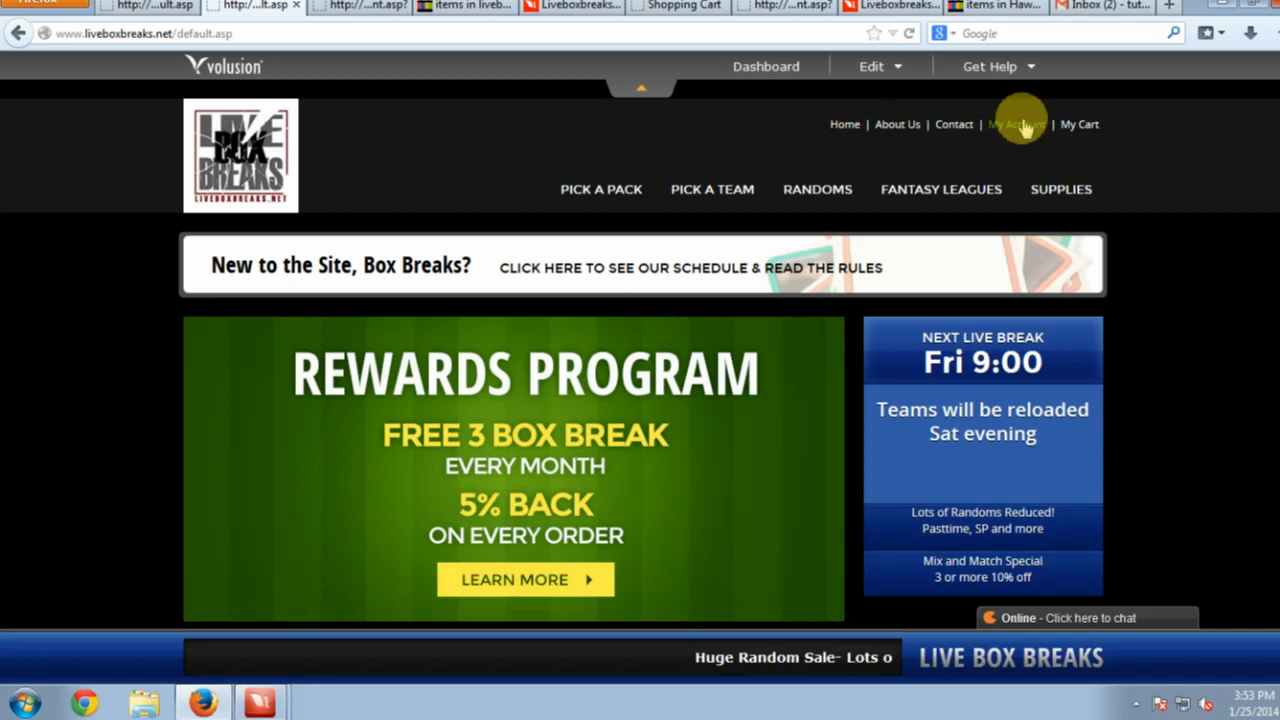 Firefox
http://...ult.asp
http:/...lt.asp ×
http://...nt.asp?
items in liveb...
Liveboxbreaks...
Shopping Cart
http://...nt.asp?
Liveboxbreaks...
items in Haw...
Inbox (2) - tut...
+
www.liveboxbreaks.net/default.asp
Google
volusion
Dashboard
Edit
Get Help
LIVE
BOX
BREAKS
LIVEBOXBREAKS.NET
Home | About Us | Contact | My Account | My Cart
PICK A PACK
PICK A TEAM
RANDOMS
FANTASY LEAGUES
SUPPLIES
New to the Site, Box Breaks?
CLICK HERE TO SEE OUR SCHEDULE & READ THE RULES
REWARDS PROGRAM
FREE 3 BOX BREAK
EVERY MONTH
5% BACK
ON EVERY ORDER
LEARN MORE
NEXT LIVE BREAK
Fri 9:00
Teams will be reloaded
Sat evening
Lots of Randoms Reduced!
Pasttime, SP and more
Mix and Match Special
3 or more 10% off
Online - Click here to chat
Huge Random Sale- Lots o
LIVE BOX BREAKS
3:53 PM
1/25/2014